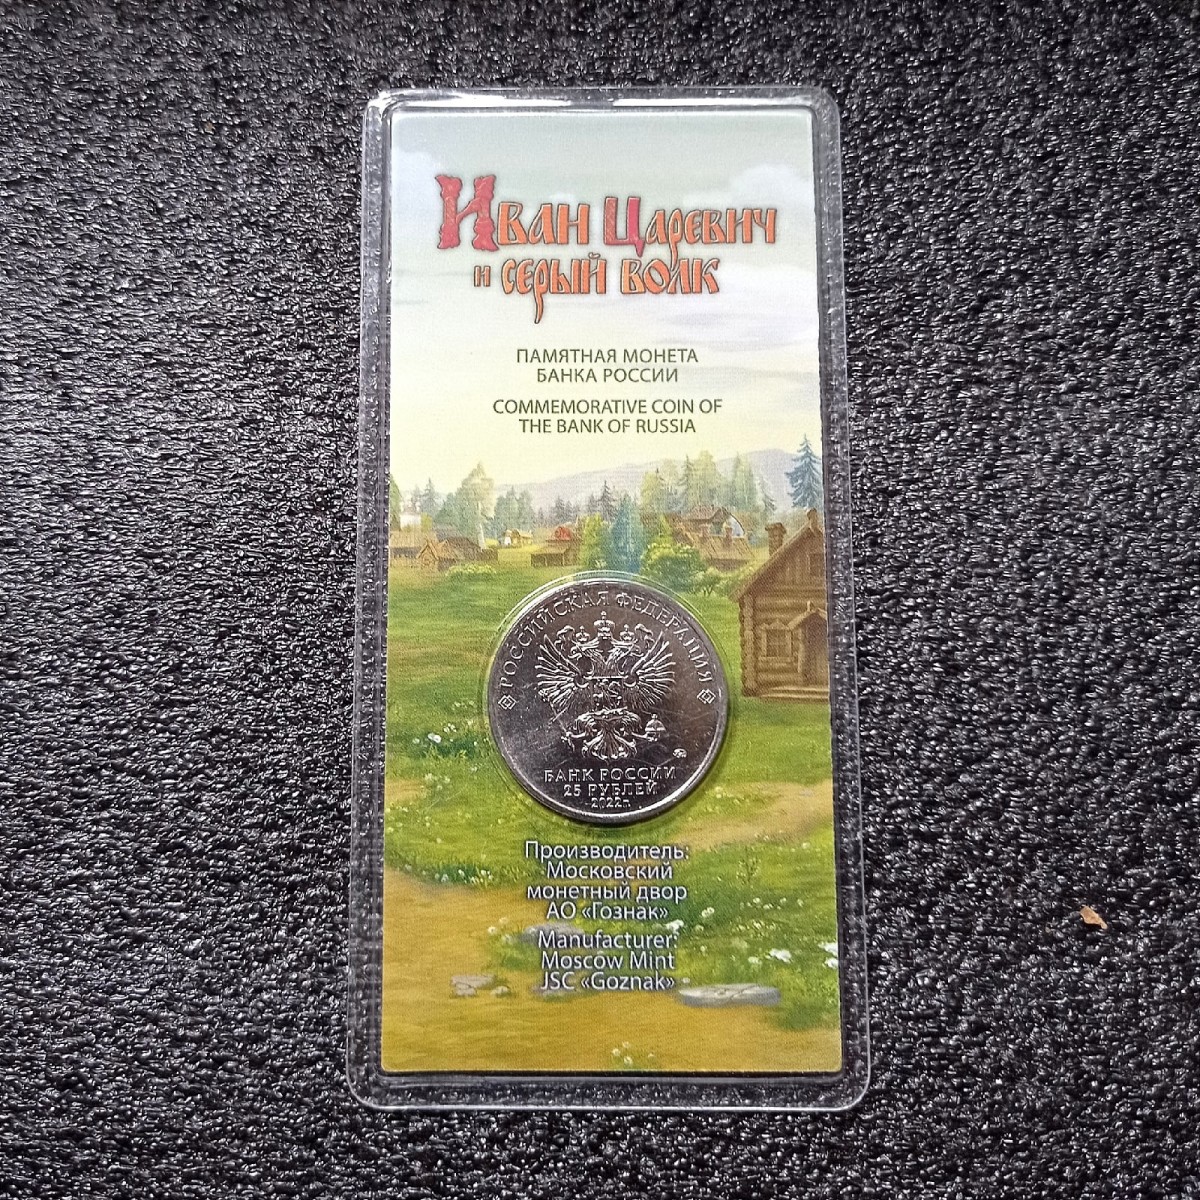 Иван Царевич
и серый волк
ПАМЯТНАЯ МОНЕТА
БАНКА РОССИИ
COMMEMORATIVE COIN OF
THE BANK OF RUSSIA
РОССИЙСКАЯ ФЕДЕРАЦИЯ
БАНК РОССИИ
25 РУБЛЕЙ
2022г.
Производитель:
Московский
монетный двор
АО «Гознак»
Manufacturer:
Moscow Mint
JSC «Goznak»